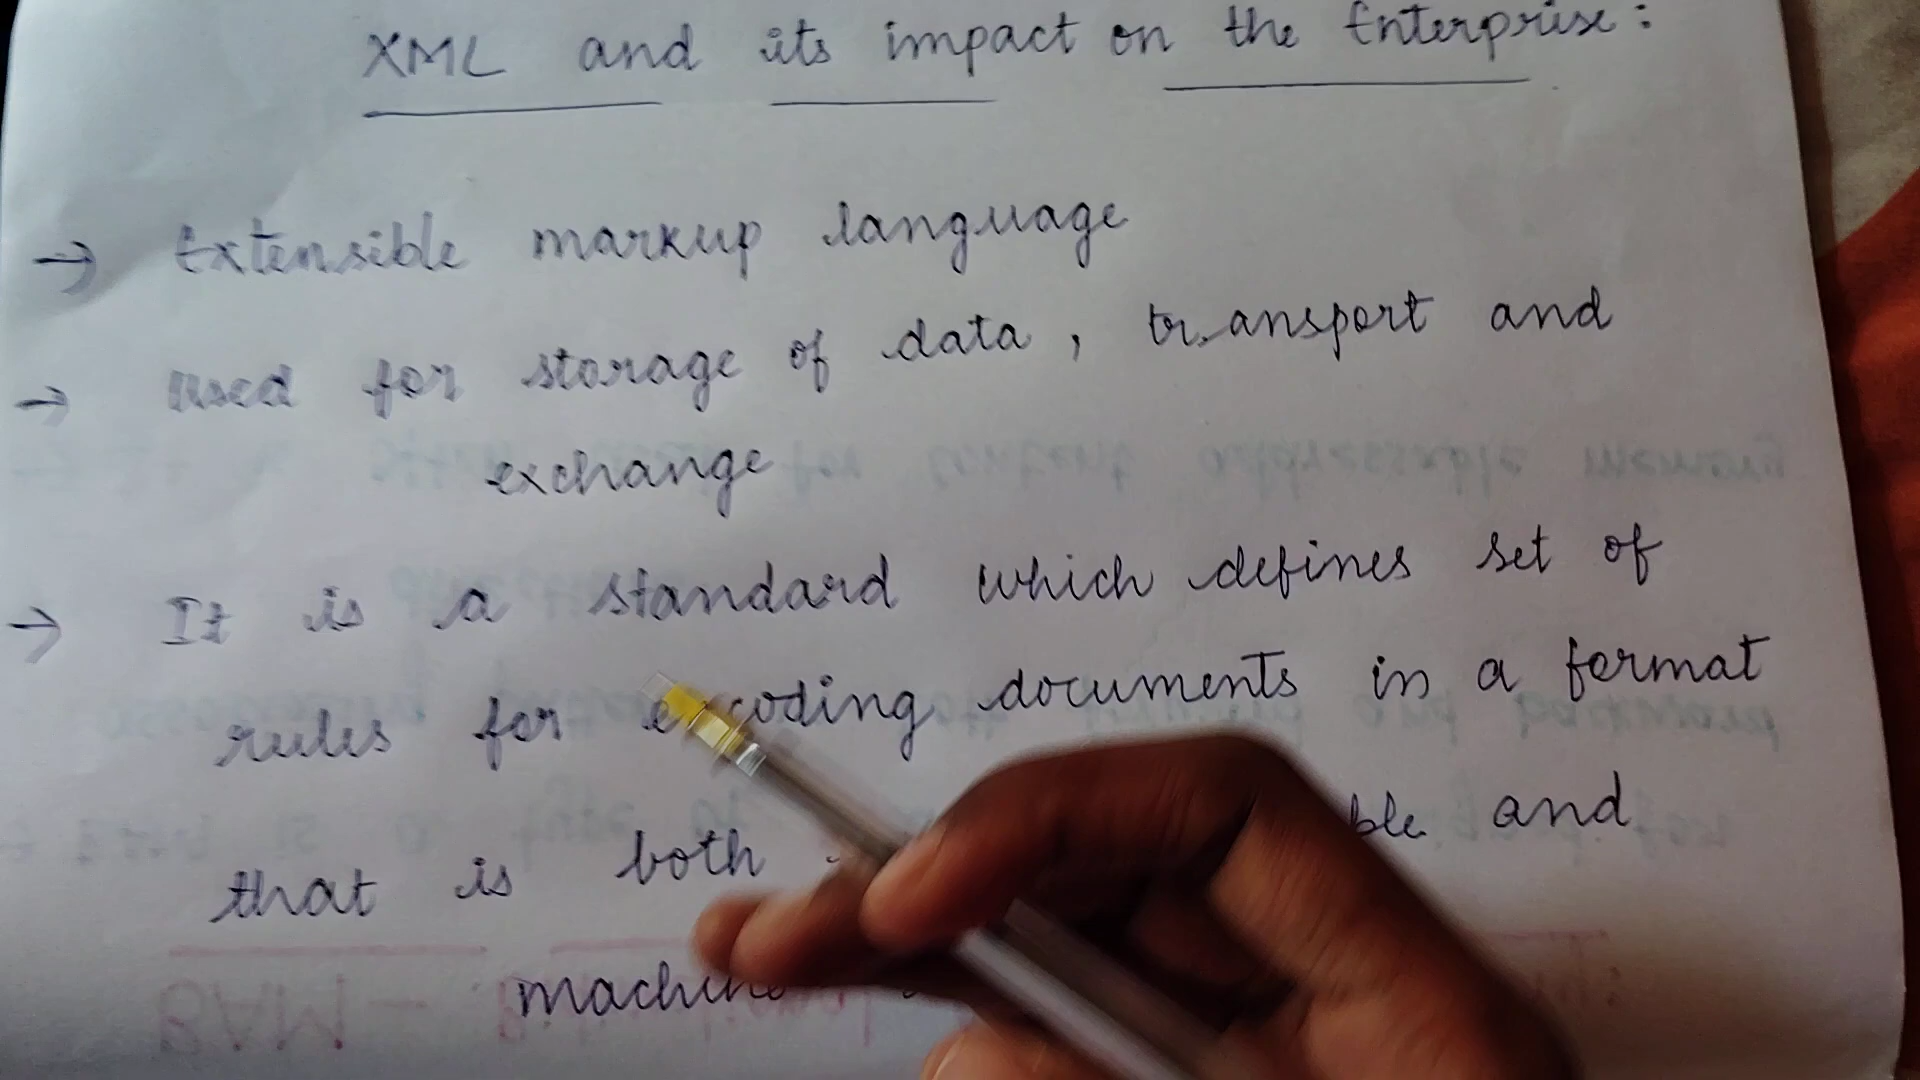 XML and its impact on the Enterprise:
→ Extensible markup language
→ used for storage of data, transport and
exchange
→ It is a standard which defines set of
rules for encoding documents in a format
that is both and